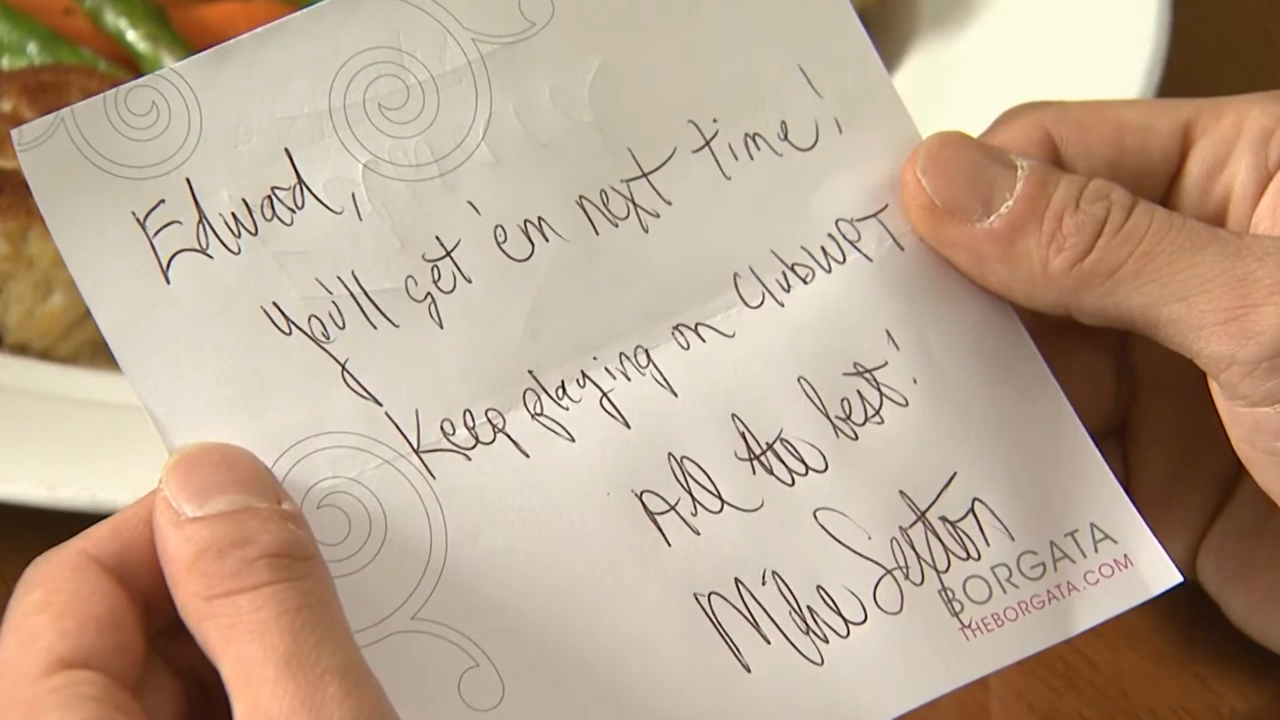 Edward,
you'll get 'em next time!
Keep playing on ClubWPT
All the best!
Mike Sexton
BORGATA
THEBORGATA.COM